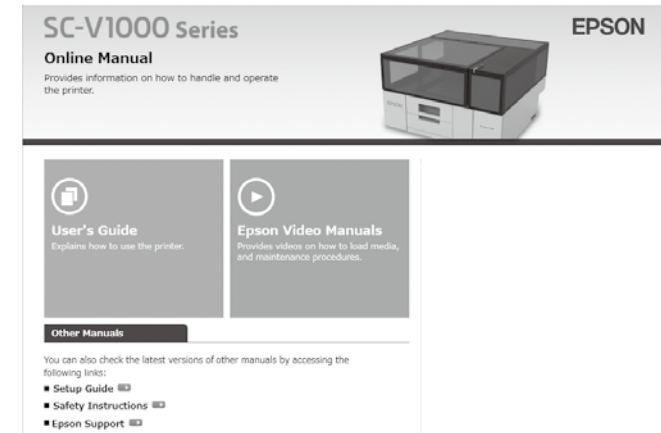 SC-V1000 Series
EPSON
Online Manual
Provides information on how to handle and operate
the printer.
EPSON
User's Guide
Explains how to use the printer.
Epson Video Manuals
Provides videos on how to load media,
and maintenance procedures.
Other Manuals
You can also check the latest versions of other manuals by accessing the
following links:
■ Setup Guide
■ Safety Instructions
■ Epson Support